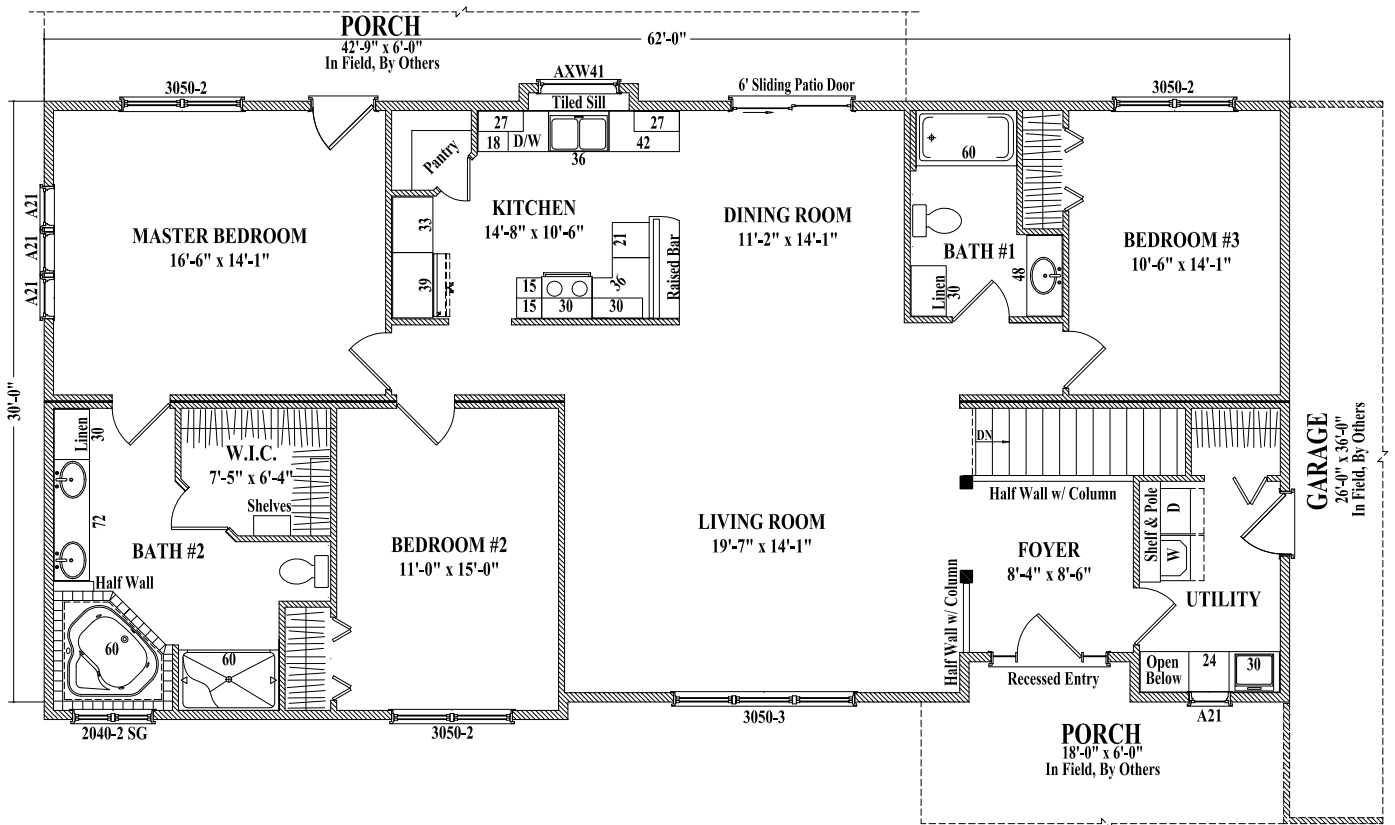 PORCH
42'-9" x 6'-0"
In Field, By Others
62'-0"
3050-2
AXW41
Tiled Sill
6' Sliding Patio Door
3050-2
27
18
D/W
36
27
42
Pantry
60
A21
A21
A21
MASTER BEDROOM
16'-6" x 14'-1"
33
39
KITCHEN
14'-8" x 10'-6"
21
36
15
15
30
30
Raised Bar
DINING ROOM
11'-2" x 14'-1"
BATH #1
Linen
30
48
BEDROOM #3
10'-6" x 14'-1"
30'-0"
Linen
30
W.I.C.
7'-5" x 6'-4"
Shelves
72
BATH #2
Half Wall
60
60
BEDROOM #2
11'-0" x 15'-0"
LIVING ROOM
19'-7" x 14'-1"
DN
Half Wall w/ Column
FOYER
8'-4" x 8'-6"
Half Wall w/ Column
Shelf & Pole
D
W
UTILITY
GARAGE
26'-0" x 36'-0"
In Field, By Others
Open
Below
24
30
Recessed Entry
2040-2 SG
3050-2
3050-3
A21
PORCH
18'-0" x 6'-0"
In Field, By Others